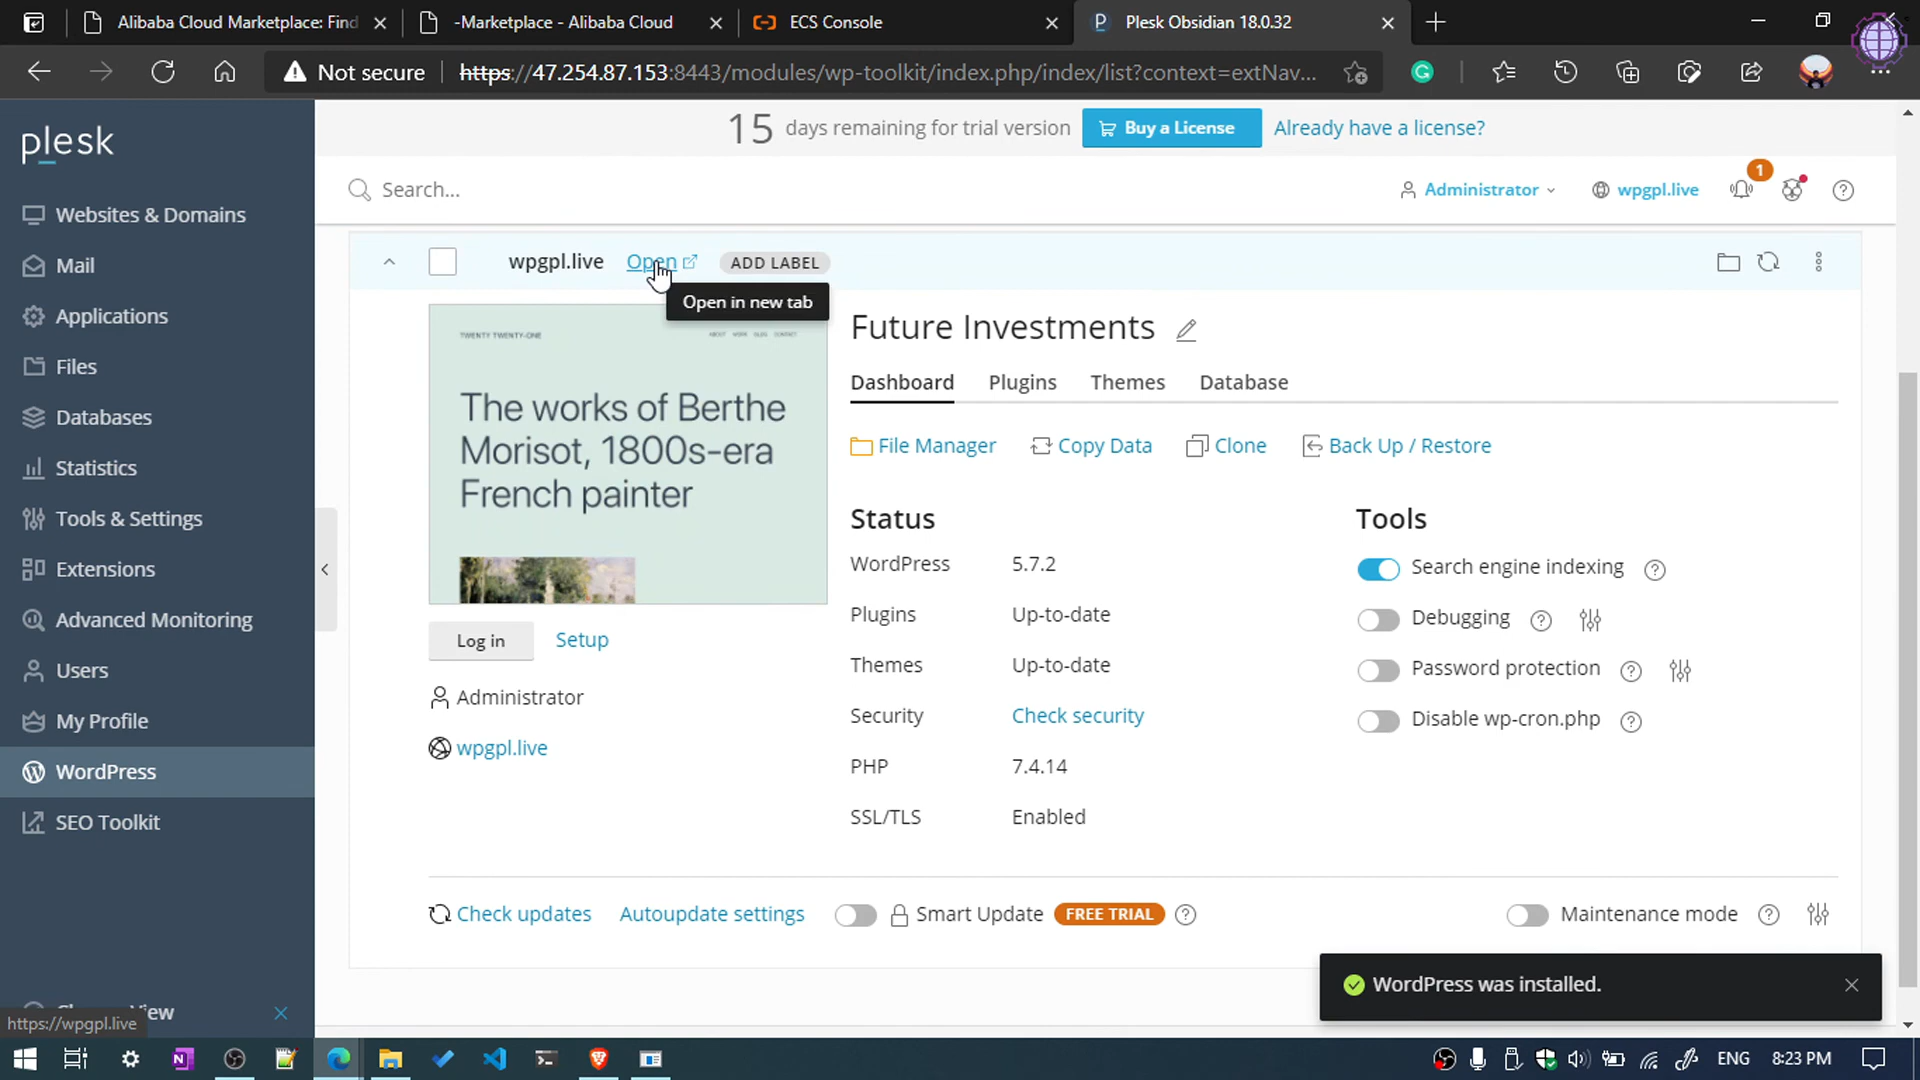 Alibaba Cloud Marketplace: Find
-Marketplace - Alibaba Cloud
ECS Console
Plesk Obsidian 18.0.32
Not secure
https://47.254.87.153:8443/modules/wp-toolkit/index.php/index/list?context=extNav...
plesk
15 days remaining for trial version
Buy a License
Already have a license?
Search...
Administrator
wpgpl.live
1
Websites & Domains
Mail
Applications
Files
Databases
Statistics
Tools & Settings
Extensions
Advanced Monitoring
Users
My Profile
WordPress
SEO Toolkit
View
https://wpgpl.live
wpgpl.live
Open
ADD LABEL
Open in new tab
TWENTY TWENTY-ONE
ABOUT WORK BLOG CONTACT
The works of Berthe
Morisot, 1800s-era
French painter
Log in
Setup
Administrator
wpgpl.live
Future Investments
Dashboard
Plugins
Themes
Database
File Manager
Copy Data
Clone
Back Up / Restore
Status
WordPress 5.7.2
Plugins Up-to-date
Themes Up-to-date
Security Check security
PHP 7.4.14
SSL/TLS Enabled
Tools
Search engine indexing
Debugging
Password protection
Disable wp-cron.php
Check updates
Autoupdate settings
Smart Update
FREE TRIAL
Maintenance mode
WordPress was installed.
ENG
8:23 PM